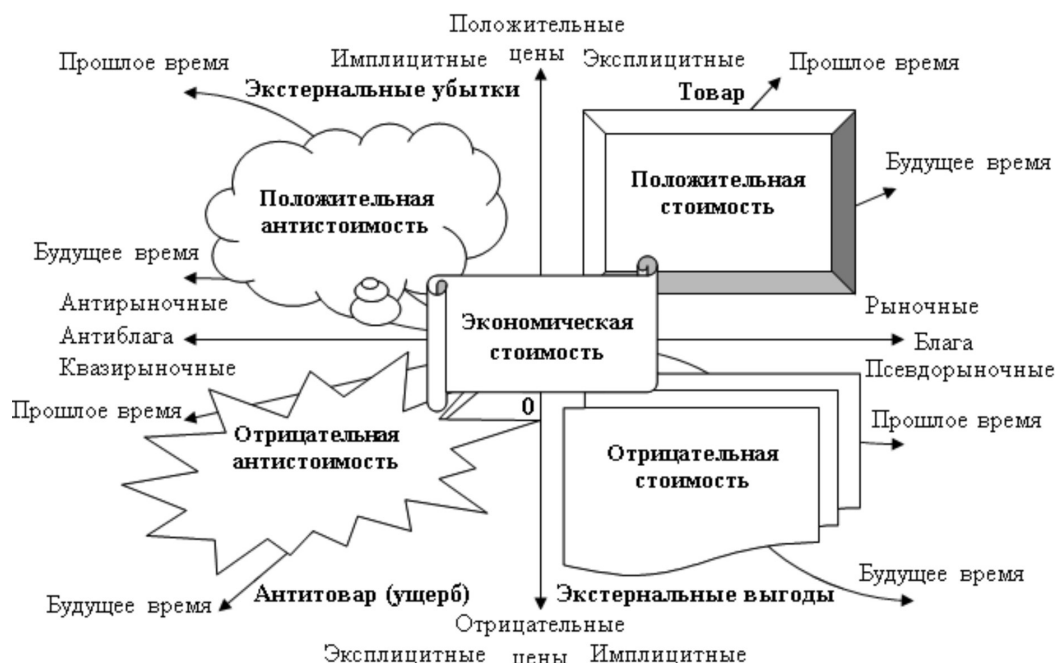 Положительные
Имплицитные цены Эксплицитные
Прошлое время
Прошлое время
Экстернальные убытки
Товар
Положительная
антистоимость
Положительная
стоимость
Будущее время
Будущее время
Антирыночные
Рыночные
Экономическая
стоимость
Антиблага
Блага
Квазирыночные
Псевдорыночные
Прошлое время
0
Прошлое время
Отрицательная
антистоимость
Отрицательная
стоимость
Будущее время
Будущее время
Антитовар (ущерб)
Экстернальные выгоды
Отрицательные
Эксплицитные цены Имплицитные